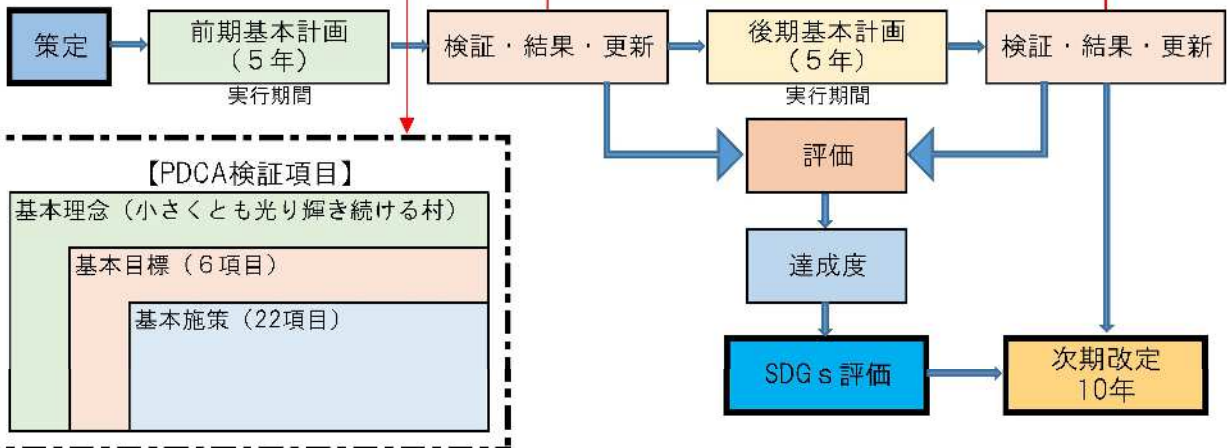 策定
前期基本計画
（５年）
実行期間
検証・結果・更新
後期基本計画
（５年）
実行期間
検証・結果・更新
評価
達成度
SDGｓ評価
次期改定
10年
【PDCA検証項目】
基本理念（小さくとも光り輝き続ける村）
基本目標（６項目）
基本施策（22項目）